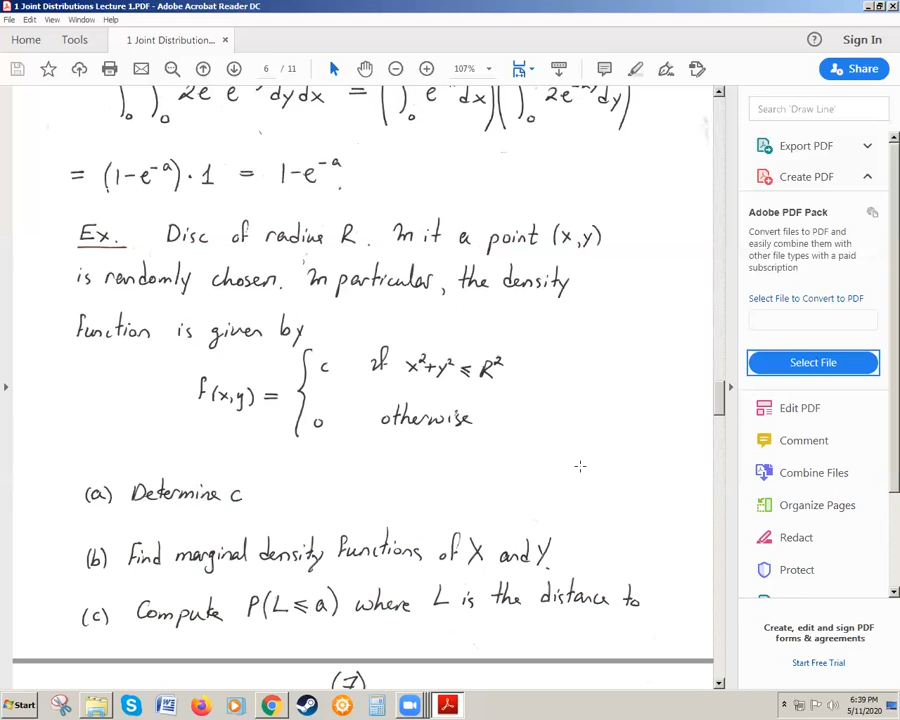 1 Joint Distributions Lecture 1.PDF - Adobe Acrobat Reader DC
File Edit View Window Help
Home Tools 1 Joint Distribution... × Sign In
6 / 11 107% Share
= (1-e^{-a}) · 1 = 1-e^{-a}.
Ex. Disc of radius R. In it a point (x,y)
is randomly chosen. In particular, the density
function is given by
f(x,y) = { c if x²+y² ≤ R²
0 otherwise
(a) Determine c
(b) Find marginal density functions of X and Y.
(c) Compute P(L ≤ a) where L is the distance to
(7)
Search 'Draw Line'
Export PDF
Create PDF
Adobe PDF Pack
Convert files to PDF and
easily combine them with
other file types with a paid
subscription
Select File to Convert to PDF
Select File
Edit PDF
Comment
Combine Files
Organize Pages
Redact
Protect
Create, edit and sign PDF
forms & agreements
Start Free Trial
Start
6:39 PM
5/11/2020